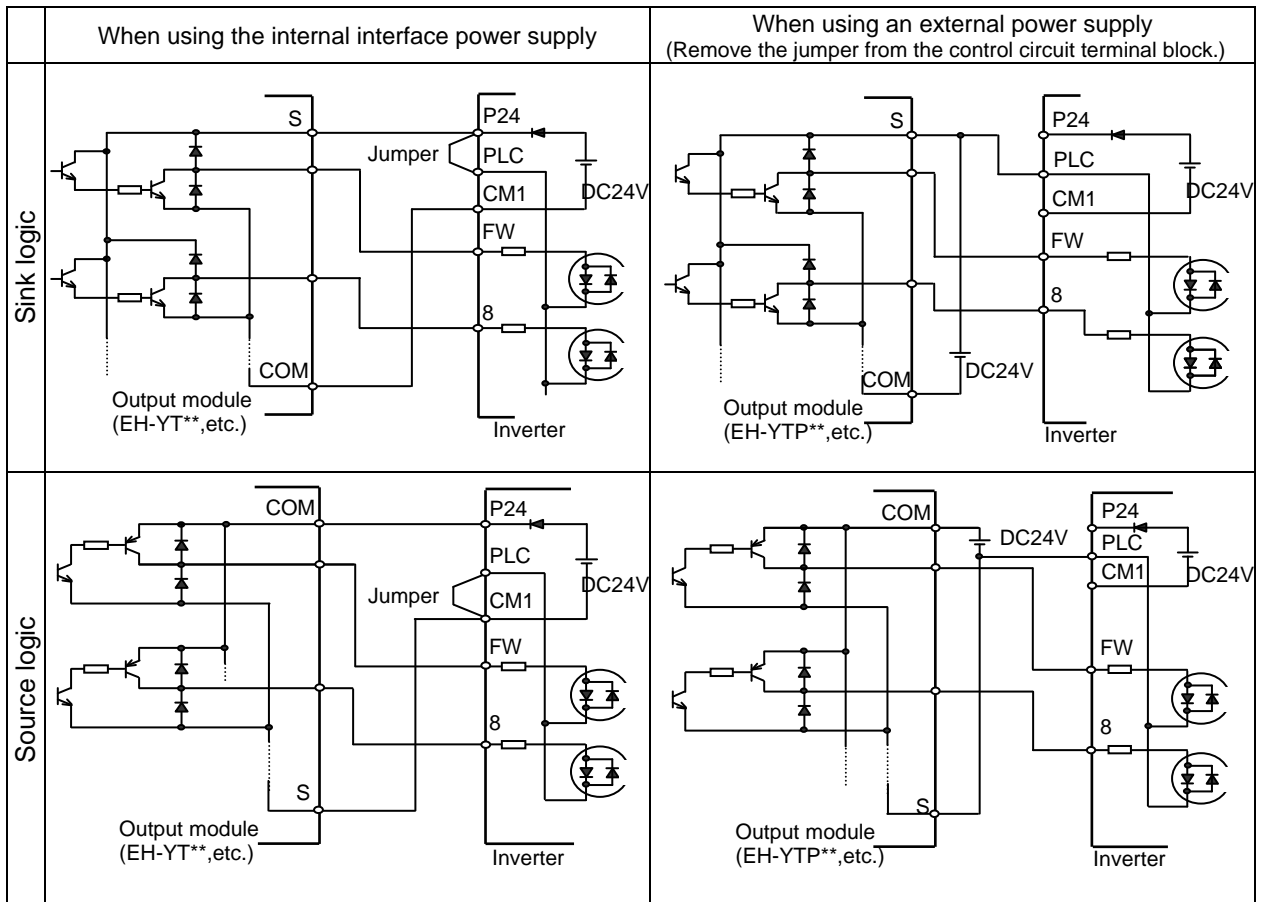 When using the internal interface power supply
When using an external power supply
(Remove the jumper from the control circuit terminal block.)
Sink logic
S
P24
Jumper
PLC
CM1
DC24V
FW
8
COM
Output module
(EH-YT**,etc.)
Inverter
S
P24
PLC
CM1
DC24V
FW
8
DC24V
COM
Output module
(EH-YTP**,etc.)
Inverter
Source logic
COM
P24
PLC
DC24V
Jumper
CM1
FW
8
S
Output module
(EH-YT**,etc.)
Inverter
COM
DC24V
P24
PLC
CM1
DC24V
FW
8
S
Output module
(EH-YTP**,etc.)
Inverter